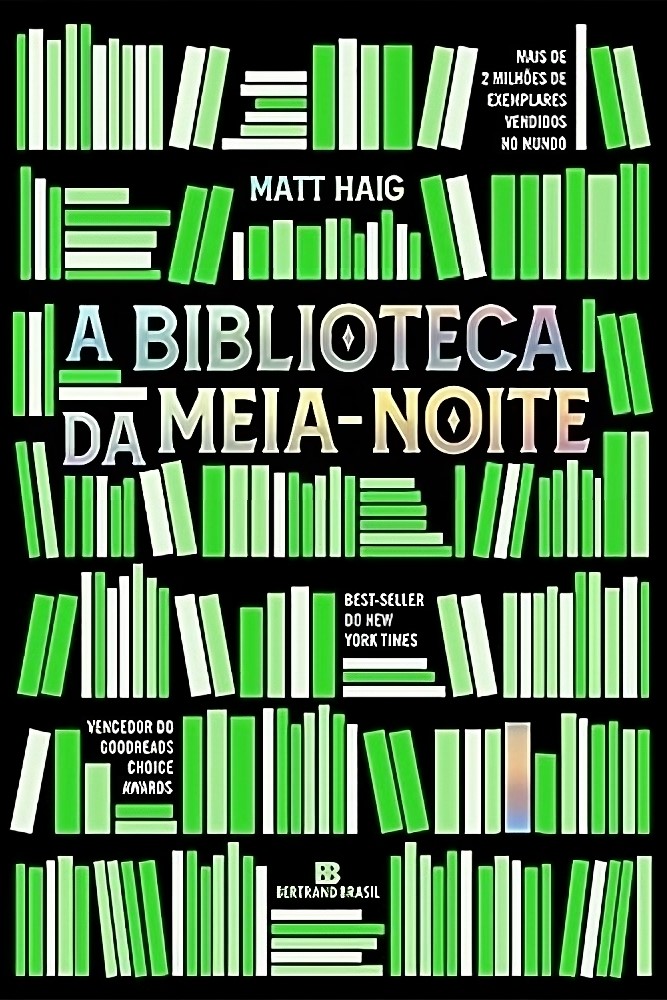 MAIS DE
2 MILHÕES DE
EXEMPLARES
VENDIDOS
NO MUNDO
MATT HAIG
A BIBLIOTECA
DA MEIA-NOITE
BEST-SELLER
DO NEW
YORK TIMES
VENCEDOR DO
GOODREADS
CHOICE
AWARDS
BB
BERTRAND BRASIL